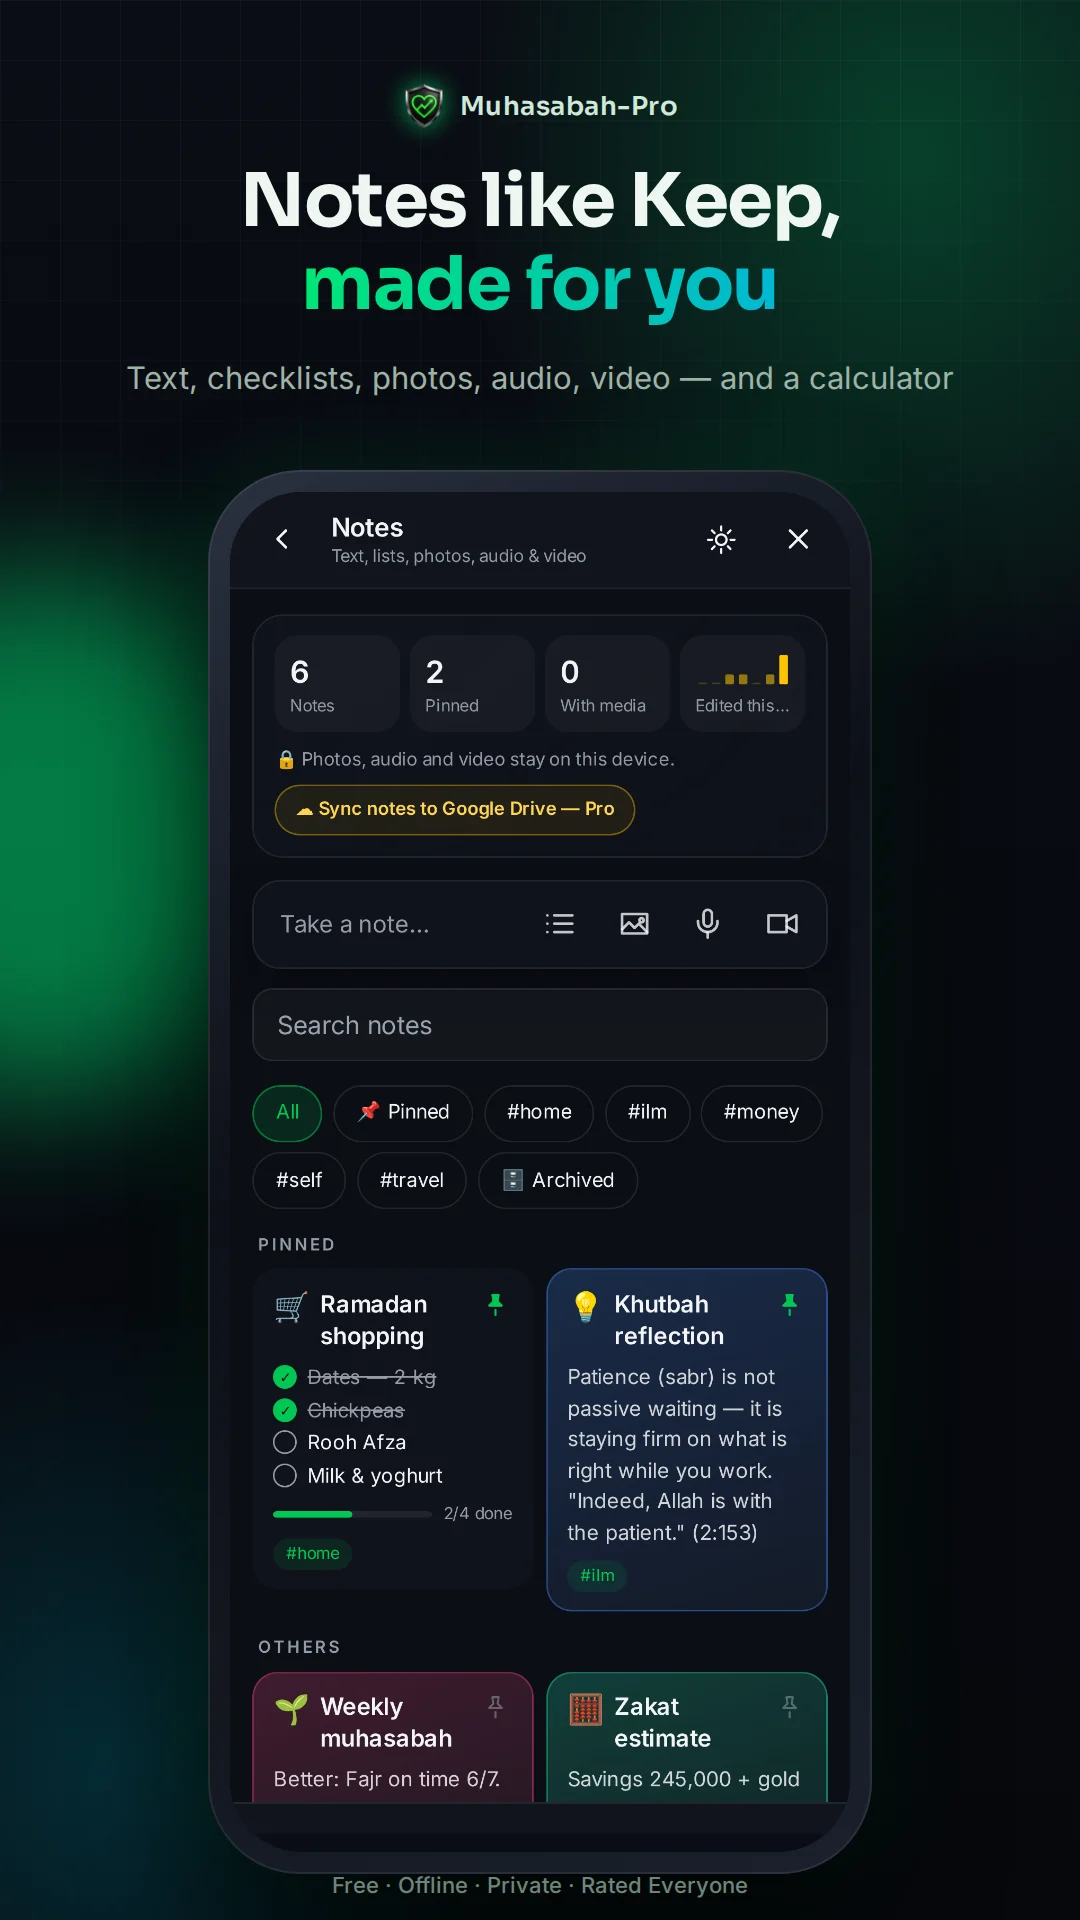 Muhasabah-Pro
Notes like Keep,
made for you
Text, checklists, photos, audio, video — and a calculator
Notes
Text, lists, photos, audio & video
6
Notes
2
Pinned
0
With media
Edited this...
🔒 Photos, audio and video stay on this device.
☁ Sync notes to Google Drive — Pro
Take a note...
Search notes
All
📌 Pinned
#home
#ilm
#money
#self
#travel
🗄️ Archived
PINNED
🛒 Ramadan
shopping
Dates — 2 kg
Chickpeas
Rooh Afza
Milk & yoghurt
2/4 done
#home
💡 Khutbah
reflection
Patience (sabr) is not
passive waiting — it is
staying firm on what is
right while you work.
"Indeed, Allah is with
the patient." (2:153)
#ilm
OTHERS
🌱 Weekly
muhasabah
Better: Fajr on time 6/7.
🧮 Zakat
estimate
Savings 245,000 + gold
Free · Offline · Private · Rated Everyone